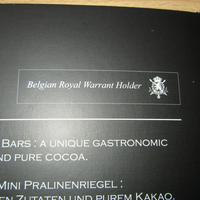 Belgian Royal Warrant Holder
BARS : A UNIQUE GASTRONOMIC
ND PURE COCOA.
MINI PRALINENRIEGEL :
EN ZUTATEN UND PUREM KAKAO.